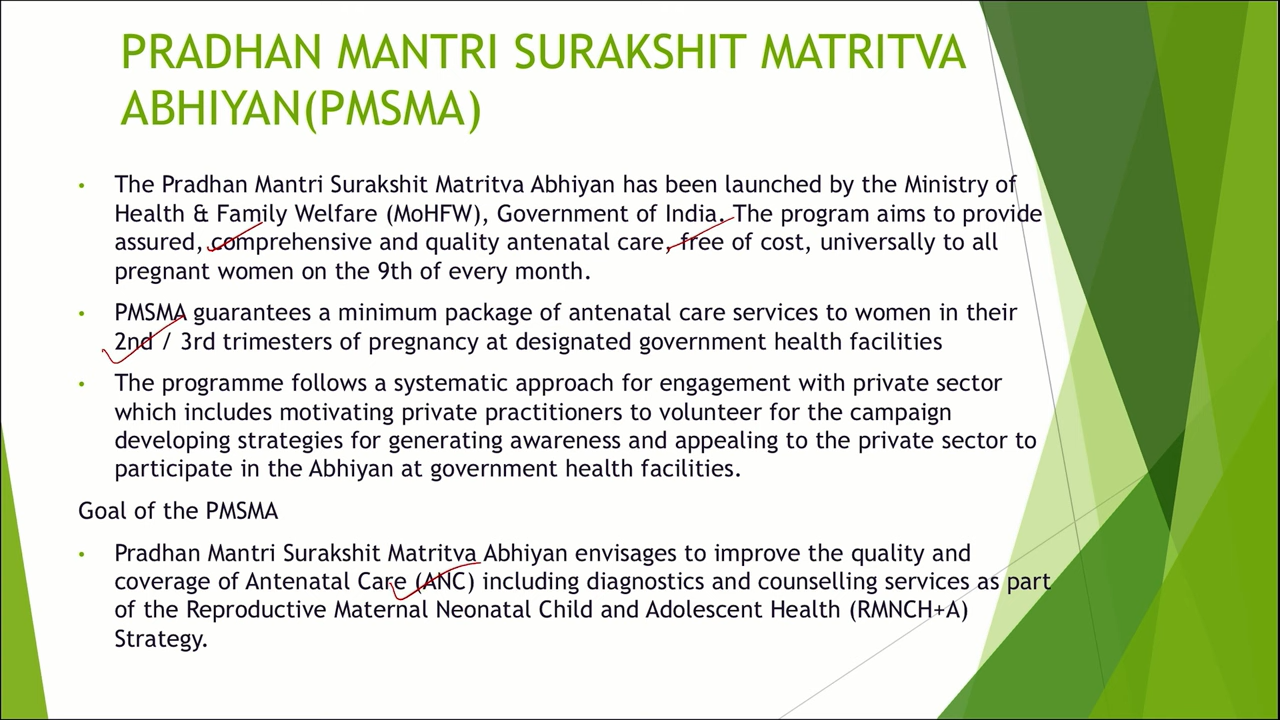 PRADHAN MANTRI SURAKSHIT MATRITVA
ABHIYAN(PMSMA)
• The Pradhan Mantri Surakshit Matritva Abhiyan has been launched by the Ministry of
Health & Family Welfare (MoHFW), Government of India. The program aims to provide
assured, comprehensive and quality antenatal care, free of cost, universally to all
pregnant women on the 9th of every month.
• PMSMA guarantees a minimum package of antenatal care services to women in their
2nd / 3rd trimesters of pregnancy at designated government health facilities
• The programme follows a systematic approach for engagement with private sector
which includes motivating private practitioners to volunteer for the campaign
developing strategies for generating awareness and appealing to the private sector to
participate in the Abhiyan at government health facilities.
Goal of the PMSMA
• Pradhan Mantri Surakshit Matritva Abhiyan envisages to improve the quality and
coverage of Antenatal Care (ANC) including diagnostics and counselling services as part
of the Reproductive Maternal Neonatal Child and Adolescent Health (RMNCH+A)
Strategy.